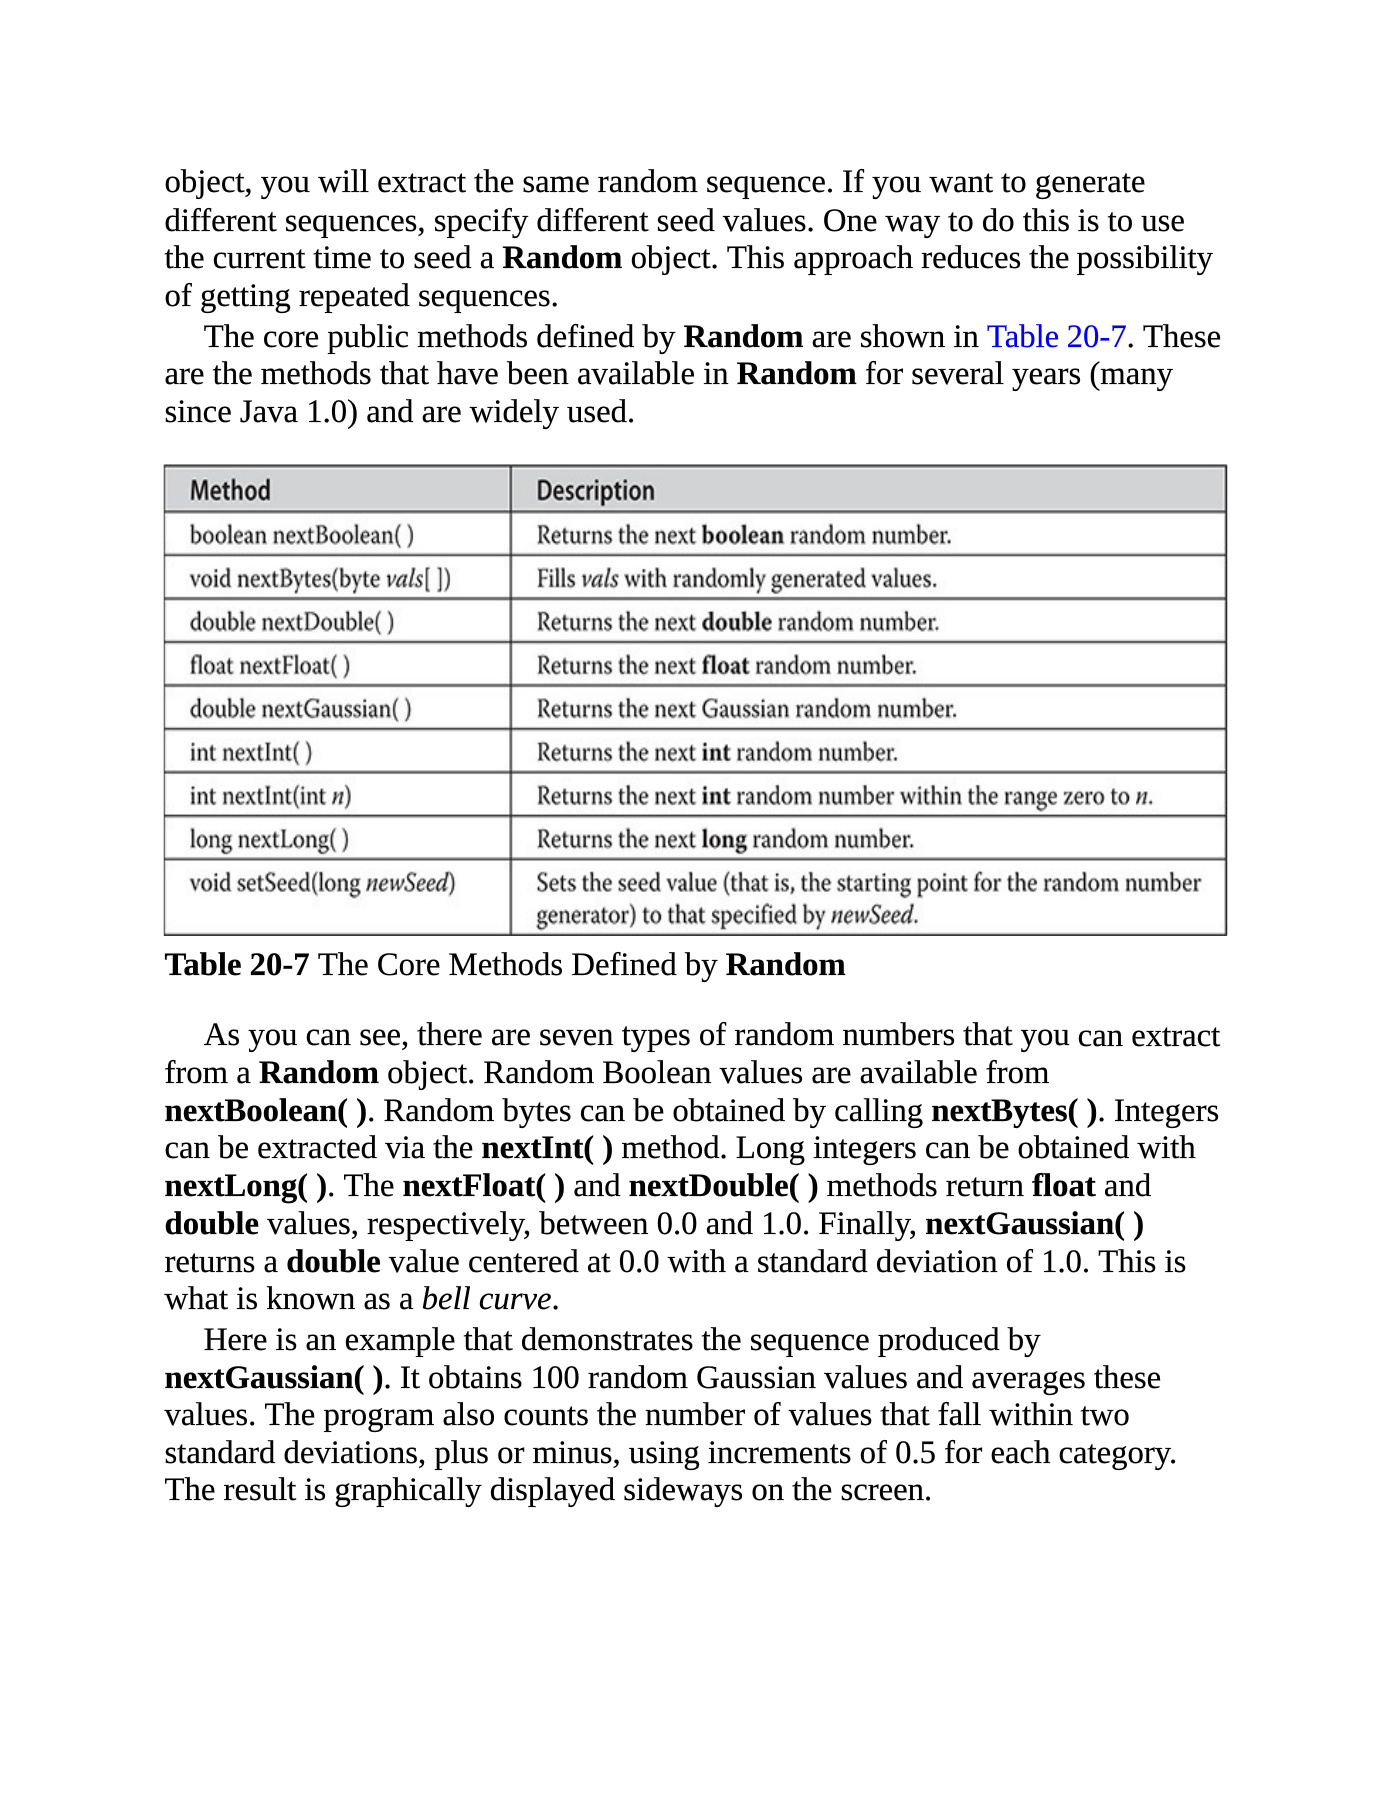 object, you will extract the same random sequence. If you want to generate
different sequences, specify different seed values. One way to do this is to use
the current time to seed a Random object. This approach reduces the possibility
of getting repeated sequences.
The core public methods defined by Random are shown in Table 20-7. These
are the methods that have been available in Random for several years (many
since Java 1.0) and are widely used.
Method Description
boolean nextBoolean( ) Returns the next boolean random number.
void nextBytes(byte vals[ ]) Fills vals with randomly generated values.
double nextDouble( ) Returns the next double random number.
float nextFloat( ) Returns the next float random number.
double nextGaussian( ) Returns the next Gaussian random number.
int nextInt( ) Returns the next int random number.
int nextInt(int n) Returns the next int random number within the range zero to n.
long nextLong( ) Returns the next long random number.
void setSeed(long newSeed) Sets the seed value (that is, the starting point for the random number
generator) to that specified by newSeed.
Table 20-7 The Core Methods Defined by Random
As you can see, there are seven types of random numbers that you can extract
from a Random object. Random Boolean values are available from
nextBoolean( ). Random bytes can be obtained by calling nextBytes( ). Integers
can be extracted via the nextInt( ) method. Long integers can be obtained with
nextLong( ). The nextFloat( ) and nextDouble( ) methods return float and
double values, respectively, between 0.0 and 1.0. Finally, nextGaussian( )
returns a double value centered at 0.0 with a standard deviation of 1.0. This is
what is known as a bell curve.
Here is an example that demonstrates the sequence produced by
nextGaussian( ). It obtains 100 random Gaussian values and averages these
values. The program also counts the number of values that fall within two
standard deviations, plus or minus, using increments of 0.5 for each category.
The result is graphically displayed sideways on the screen.